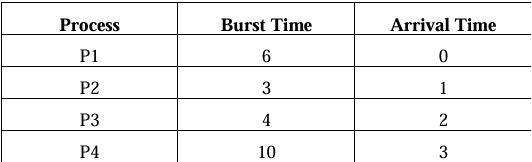 Process Burst Time Arrival Time
P1 6 0
P2 3 1
P3 4 2
P4 10 3